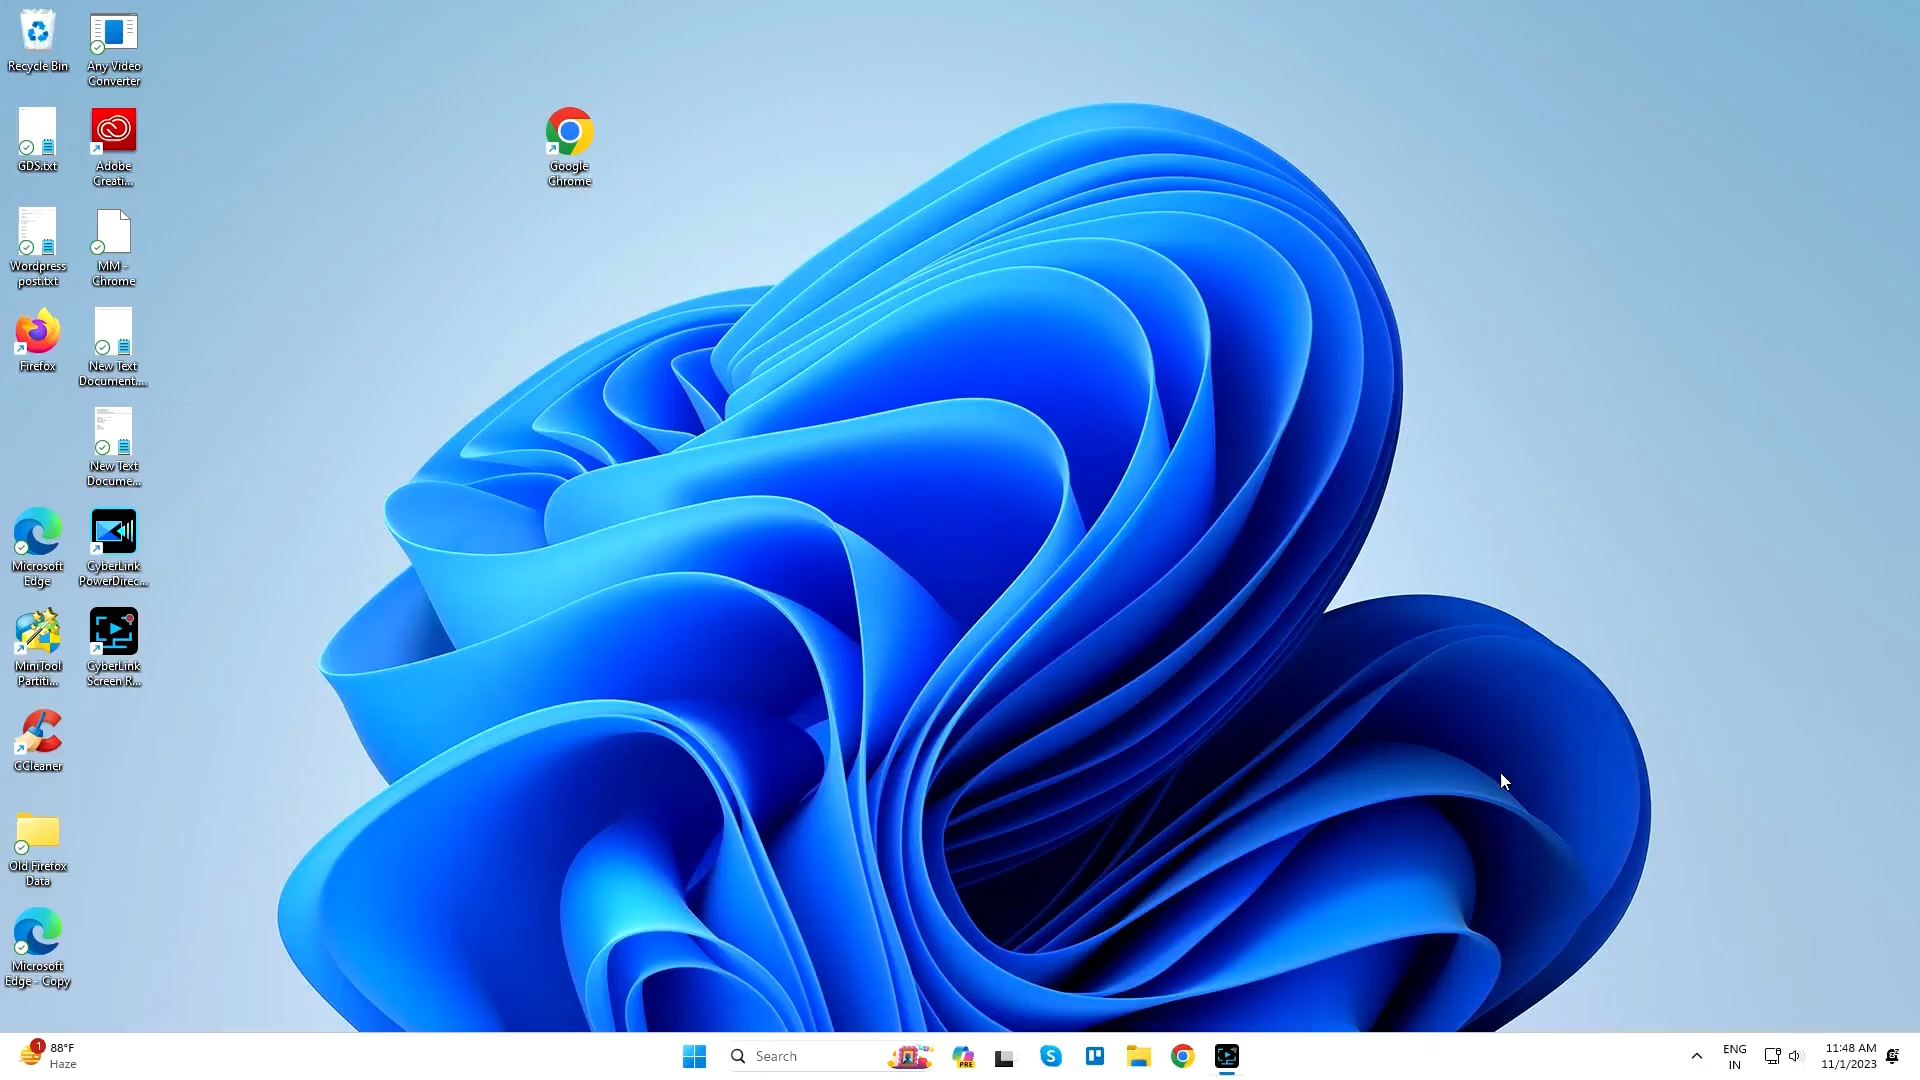 Recycle Bin
Any Video
Converter
GDS.txt
Adobe
Creati...
Google
Chrome
Wordpress
post.txt
MM -
Chrome
Firefox
New Text
Document....
New Text
Docume...
Microsoft
Edge
CyberLink
PowerDirec...
MiniTool
Partiti...
CyberLink
Screen R...
CCleaner
Old Firefox
Data
Microsoft
Edge - Copy
1
88°F
Haze
Search
PRE
ENG
IN
11:48 AM
11/1/2023